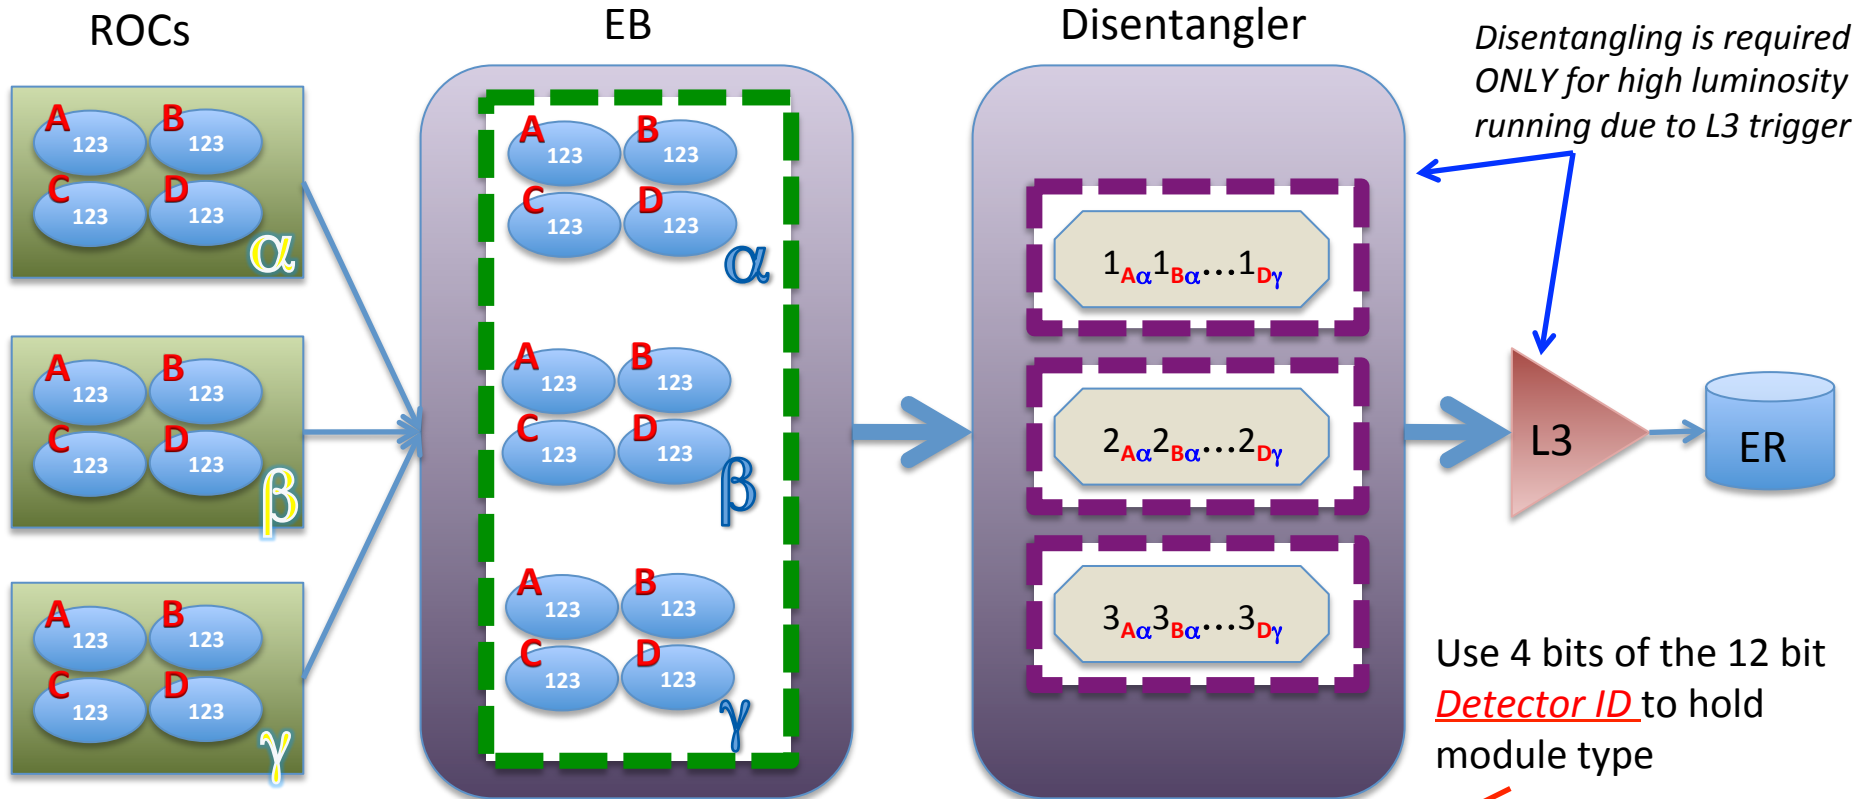 ROCs
EB
Disentangler
Disentangling is required
ONLY for high luminosity
running due to L3 trigger
A 123 B 123
C 123 D 123
α
A 123 B 123
C 123 D 123
β
A 123 B 123
C 123 D 123
γ
A 123 B 123
C 123 D 123
α
A 123 B 123
C 123 D 123
β
A 123 B 123
C 123 D 123
γ
1Aα1Bα...1Dγ
2Aα2Bα...2Dγ
3Aα3Bα...3Dγ
L3
ER
Use 4 bits of the 12 bit
Detector ID to hold
module type